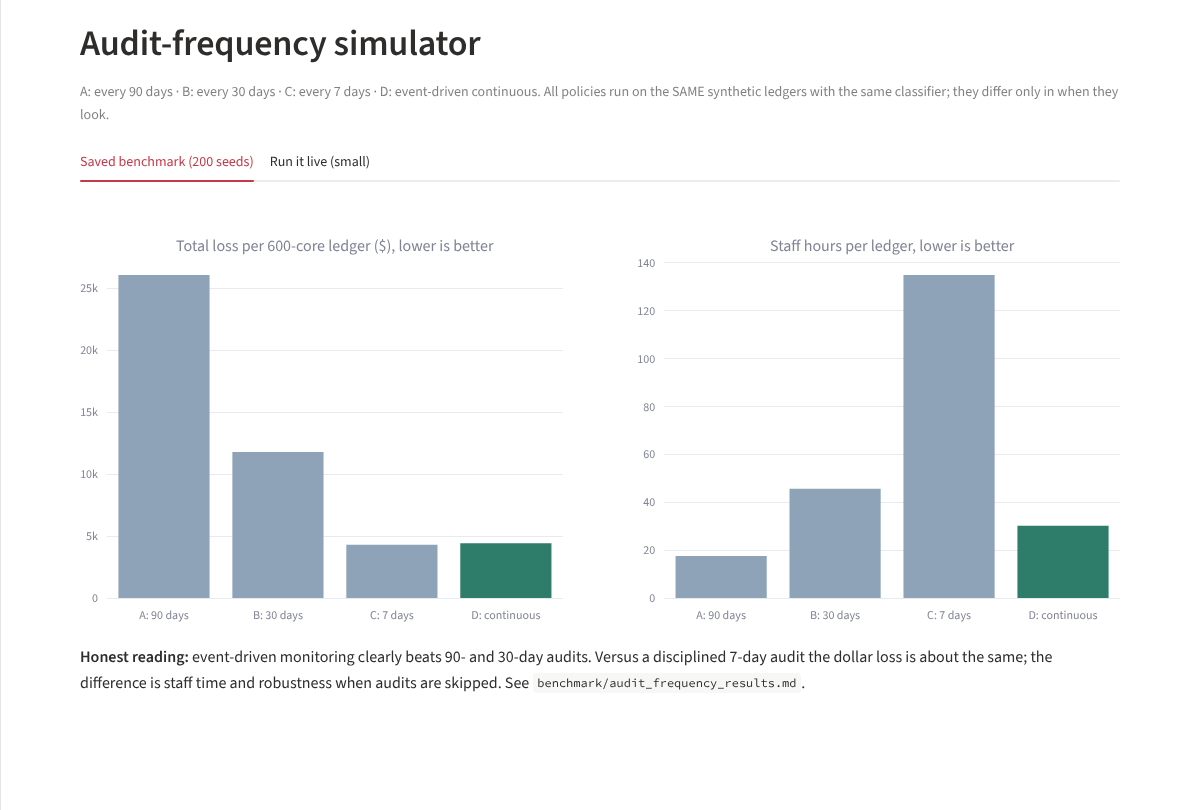 Audit-frequency simulator
A: every 90 days · B: every 30 days · C: every 7 days · D: event-driven continuous. All policies run on the SAME synthetic ledgers with the same classifier; they differ only in when they
look.
Saved benchmark (200 seeds) Run it live (small)
Total loss per 600-core ledger ($), lower is better
25k
20k
15k
10k
5k
0
A: 90 days B: 30 days C: 7 days D: continuous
Staff hours per ledger, lower is better
140
120
100
80
60
40
20
0
A: 90 days B: 30 days C: 7 days D: continuous
Honest reading: event-driven monitoring clearly beats 90- and 30-day audits. Versus a disciplined 7-day audit the dollar loss is about the same; the
difference is staff time and robustness when audits are skipped. See benchmark/audit_frequency_results.md.